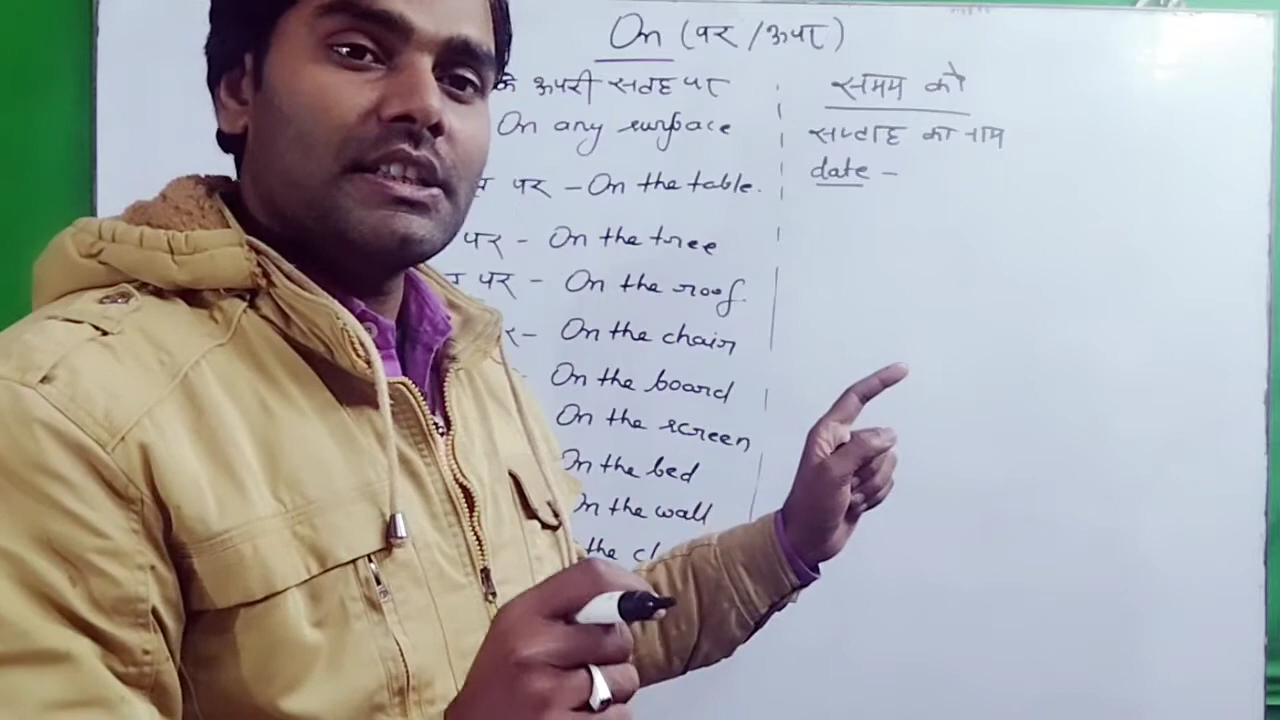 On (पर / ऊपर)
के ऊपरी सतह पर
On any surface
पर - On the table.
पर - On the tree
पर - On the roof
- On the chair
On the board
On the screen
On the bed
On the wall
the
समय को
सप्ताह का नाम
date -